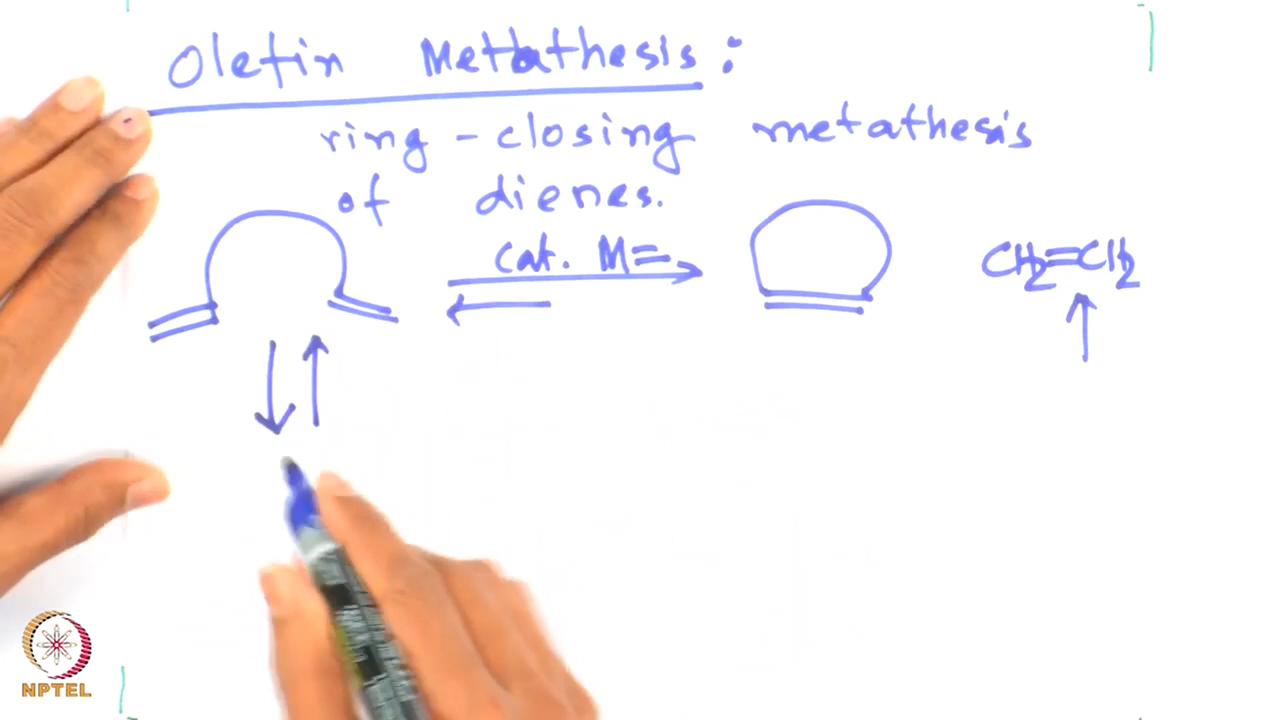 Olefin Metathesis:
ring-closing metathesis
of dienes.
cat. M=
CH2=CH2
NPTEL